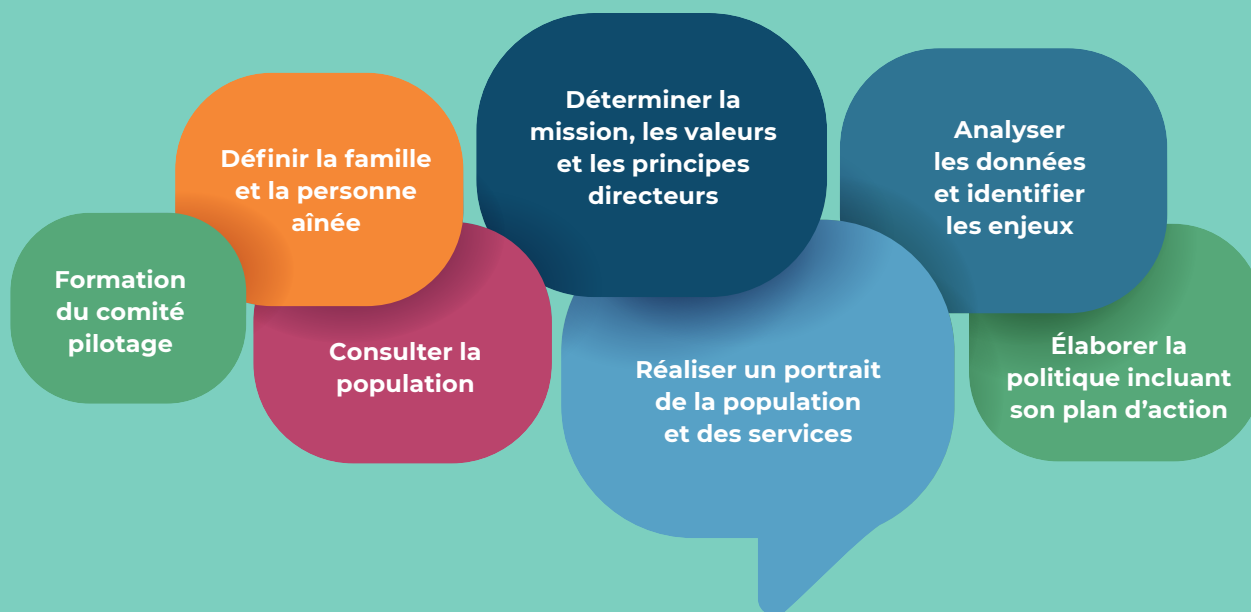 Formation
du comité
pilotage
Définir la famille
et la personne
aînée
Consulter la
population
Déterminer la
mission, les valeurs
et les principes
directeurs
Réaliser un portrait
de la population
et des services
Analyser
les données
et identifier
les enjeux
Élaborer la
politique incluant
son plan d’action